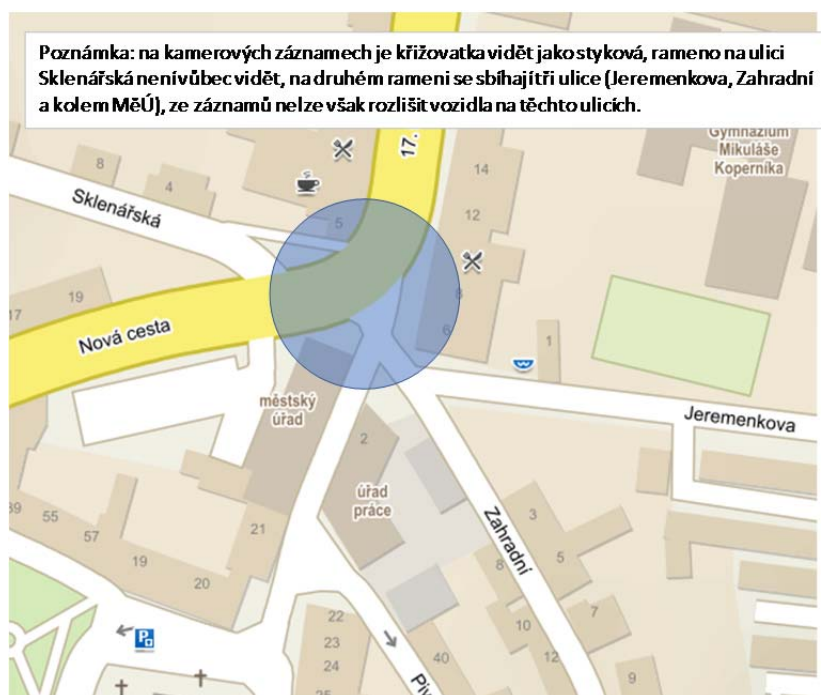 Poznámka: na kamerových záznamech je křižovatka vidět jako styková, rameno na ulici
Sklenářská není vůbec vidět, na druhém rameni se sbíhají tři ulice (Jeremenkova, Zahradní
a kolem MěÚ), ze záznamů nelze však rozlišit vozidla na těchto ulicích.
17.
Gymnázium
Mikuláše
Koperníka
8
4
Sklenářská
14
12
5
8
6
19
17
Nová cesta
1
městský
úřad
Jeremenkova
2
úřad
práce
39
55
57
21
19
20
Zahradní
3
5
8
7
10
12
9
22
23
24
25
40
P
Piv